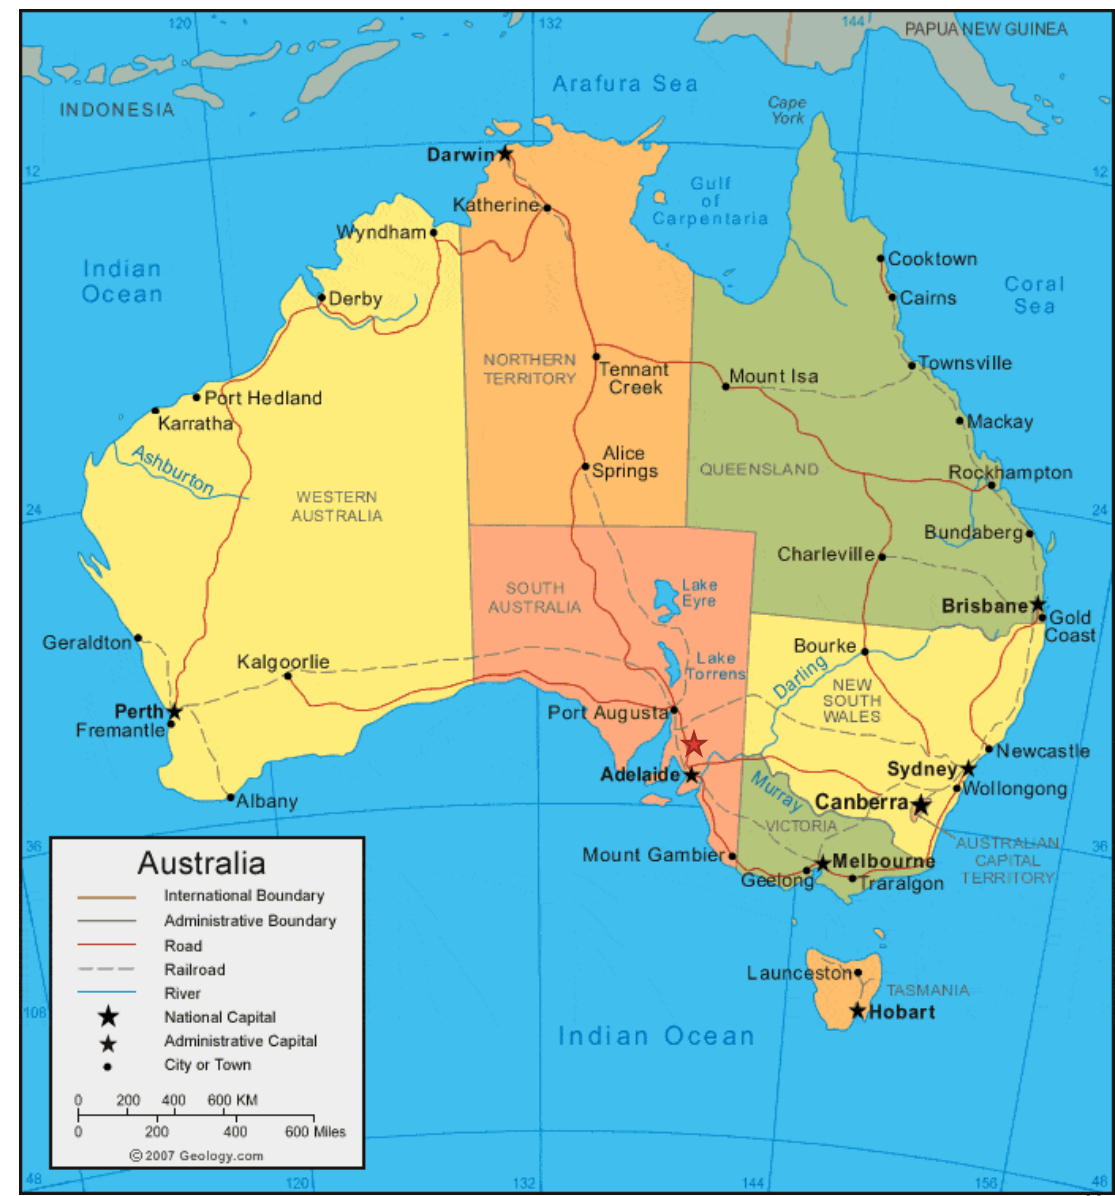 120
132
144
PAPUA NEW GUINEA
INDONESIA
Arafura Sea
Cape
York
12
12
Darwin
Gulf
of
Carpentaria
Katherine
Wyndham
Indian
Ocean
Cookt​own
Derby
Cairns
Coral
Sea
NORTHERN
TERRITORY
Tennant
Creek
Mount Isa
Townsville
Port Hedland
Karratha
Mackay
Ashburton
Alice
Springs
QUEENSLAND
Rockhampton
WESTERN
AUSTRALIA
24
24
Bundaberg
Charleville
SOUTH
AUSTRALIA
Lake
Eyre
Brisbane
Gold
Coast
Geraldton
Kalgoorlie
Lake
Torrens
Bourke
Darling
NEW
SOUTH
WALES
Perth
Fremantle
Port Augusta
Newcastle
Adelaide
Sydney
Wollongong
Murray
Canberra
Albany
VICTORIA
AUSTRALIAN
CAPITAL
TERRITORY
36
36
Mount Gambier
Melbourne
Geelong
Traralgon
Launceston
TASMANIA
Hobart
Indian Ocean
108
Australia
International Boundary
Administrative Boundary
Road
Railroad
River
National Capital
Administrative Capital
City or Town
0 200 400 600 KM
0 200 400 600 Miles
© 2007 Geology.com
48
120
132
144
156
48